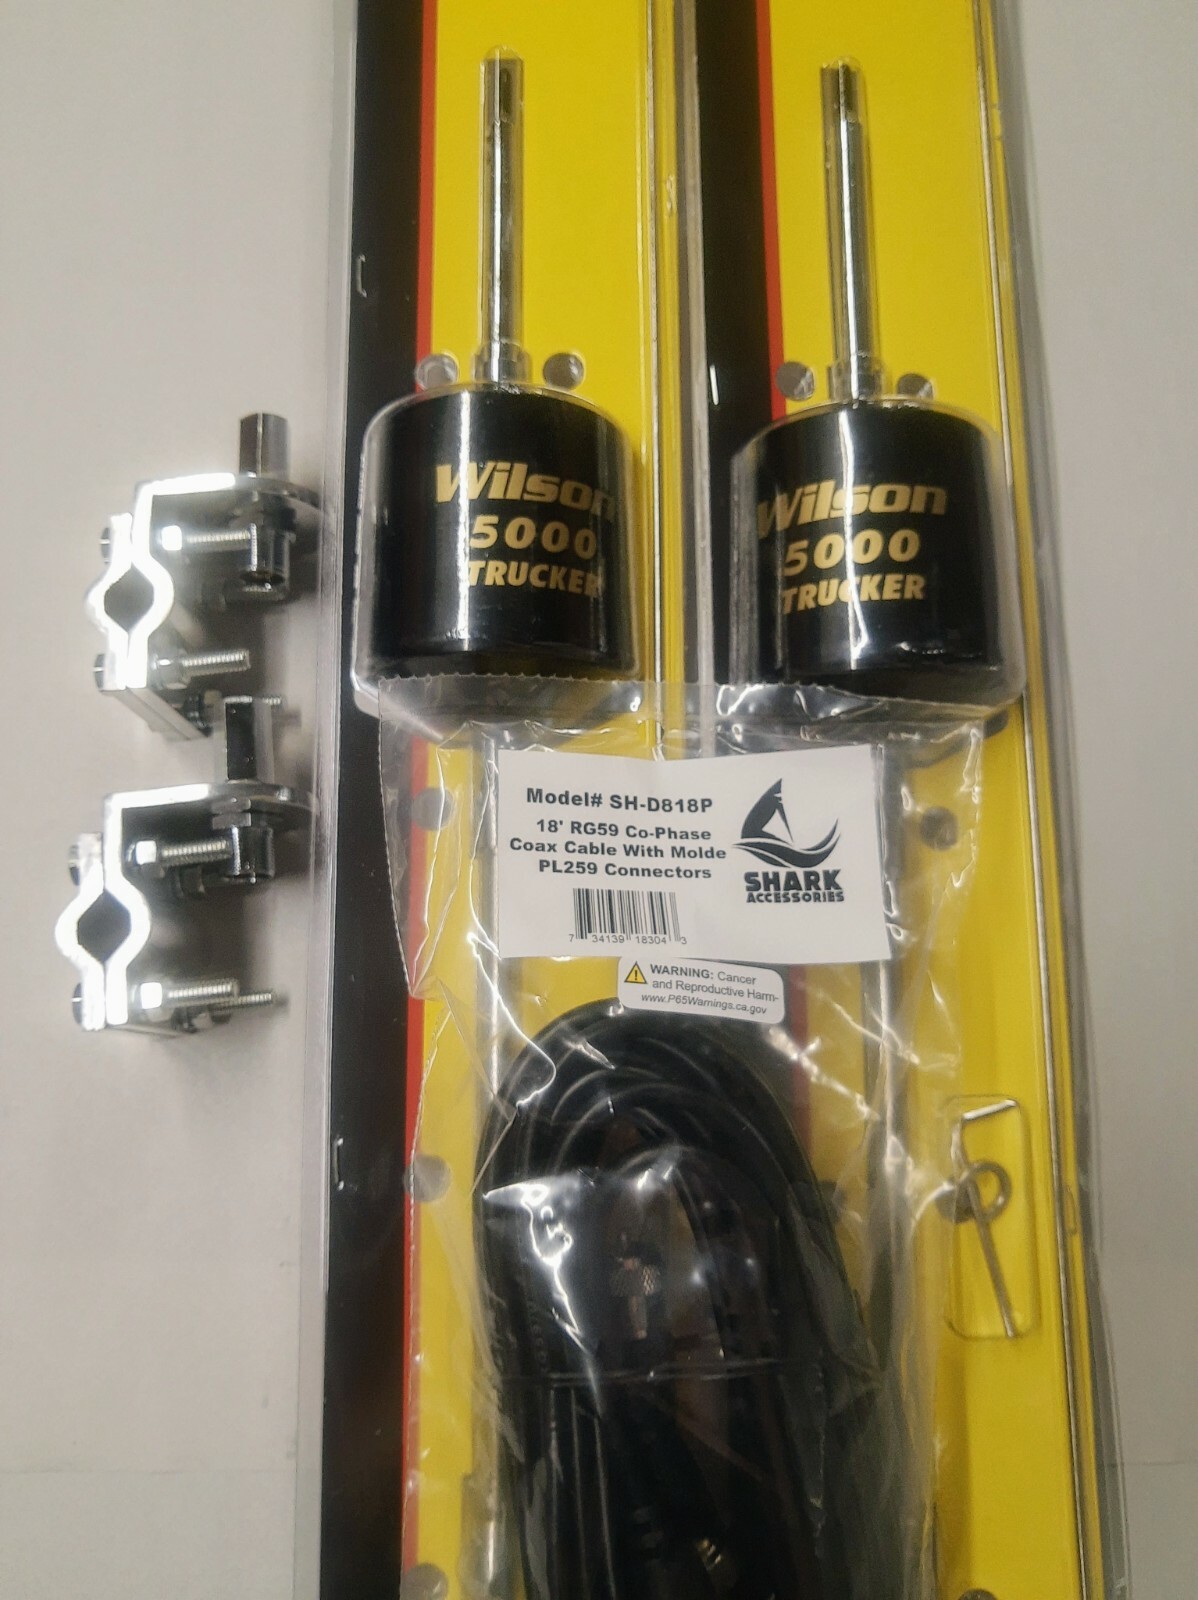 Wilson
5000
TRUCKER
Wilson
5000
TRUCKER
Model# SH-D818P
18' RG59 Co-Phase
Coax Cable With Molde
PL259 Connectors
SHARK
ACCESSORIES
7 34139 18304 3
WARNING: Cancer
and Reproductive Harm-
www.P65Warnings.ca.gov